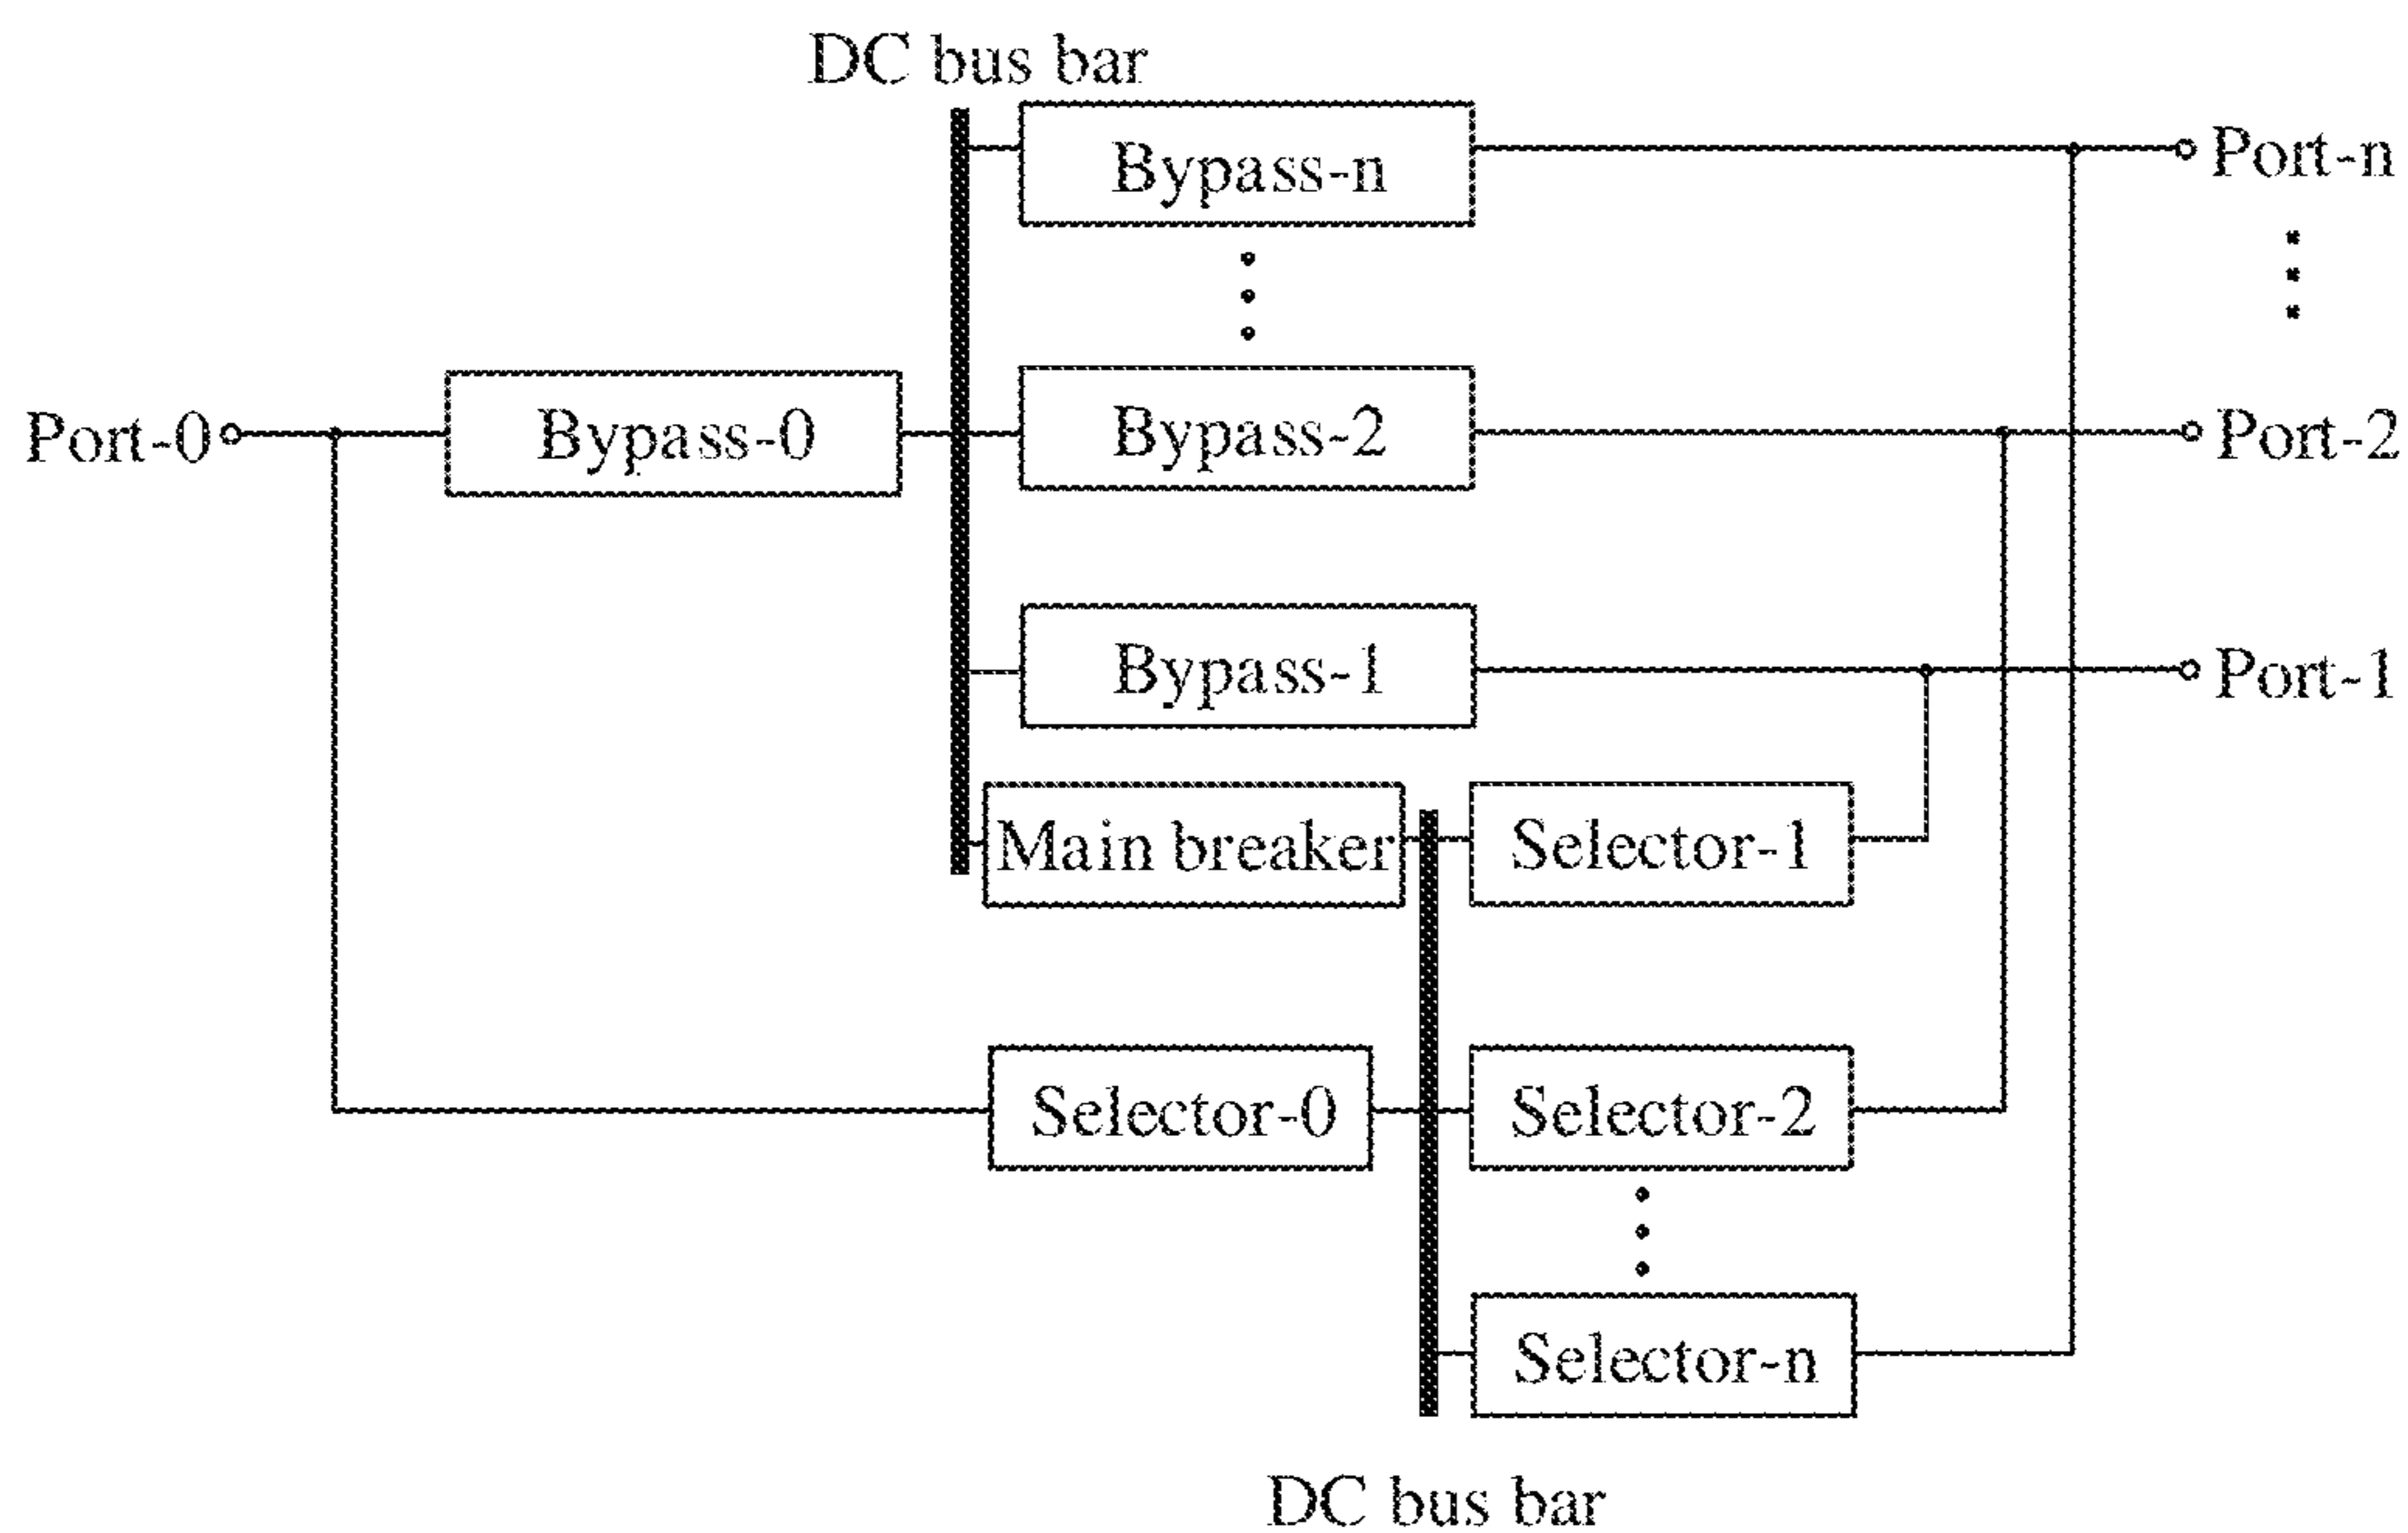 DC bus bar
Bypass-n
Port-n
Port-0
Bypass-0
Bypass-2
Port-2
Bypass-1
Port-1
Main breaker
Selector-1
Selector-0
Selector-2
Selector-n
DC bus bar